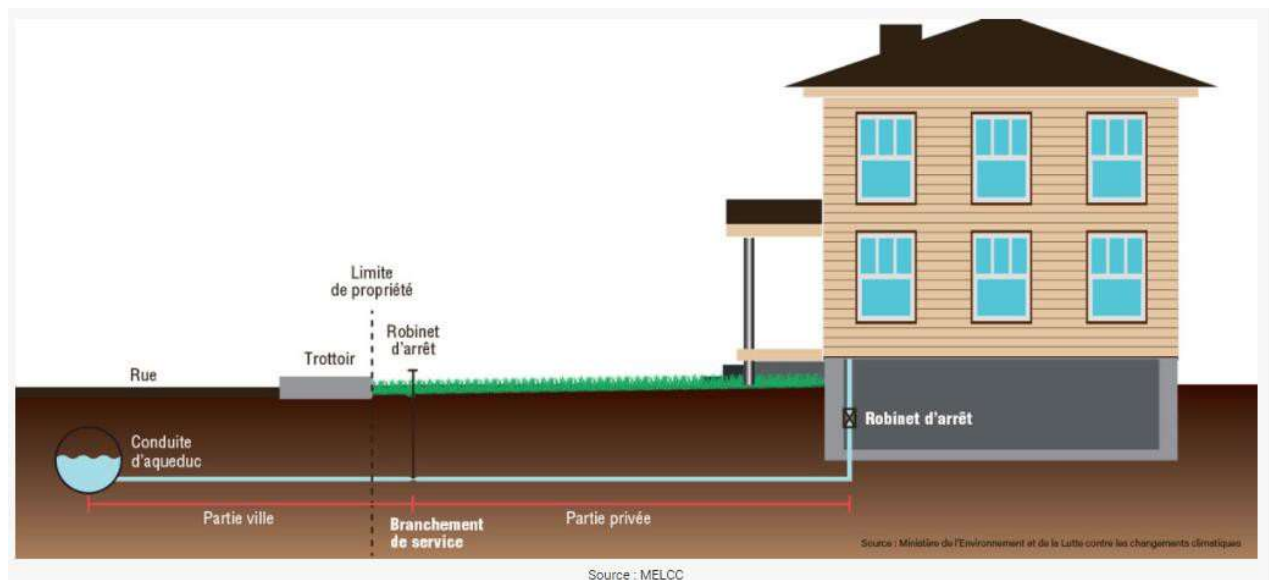 Limite
de propriété
Robinet
d'arrêt
Trottoir
Rue
Robinet d'arrêt
Conduite
d'aqueduc
Partie ville
Branchement
de service
Partie privée
Source : Ministère de l'Environnement et de la Lutte contre les changements climatiques
Source : MELCC